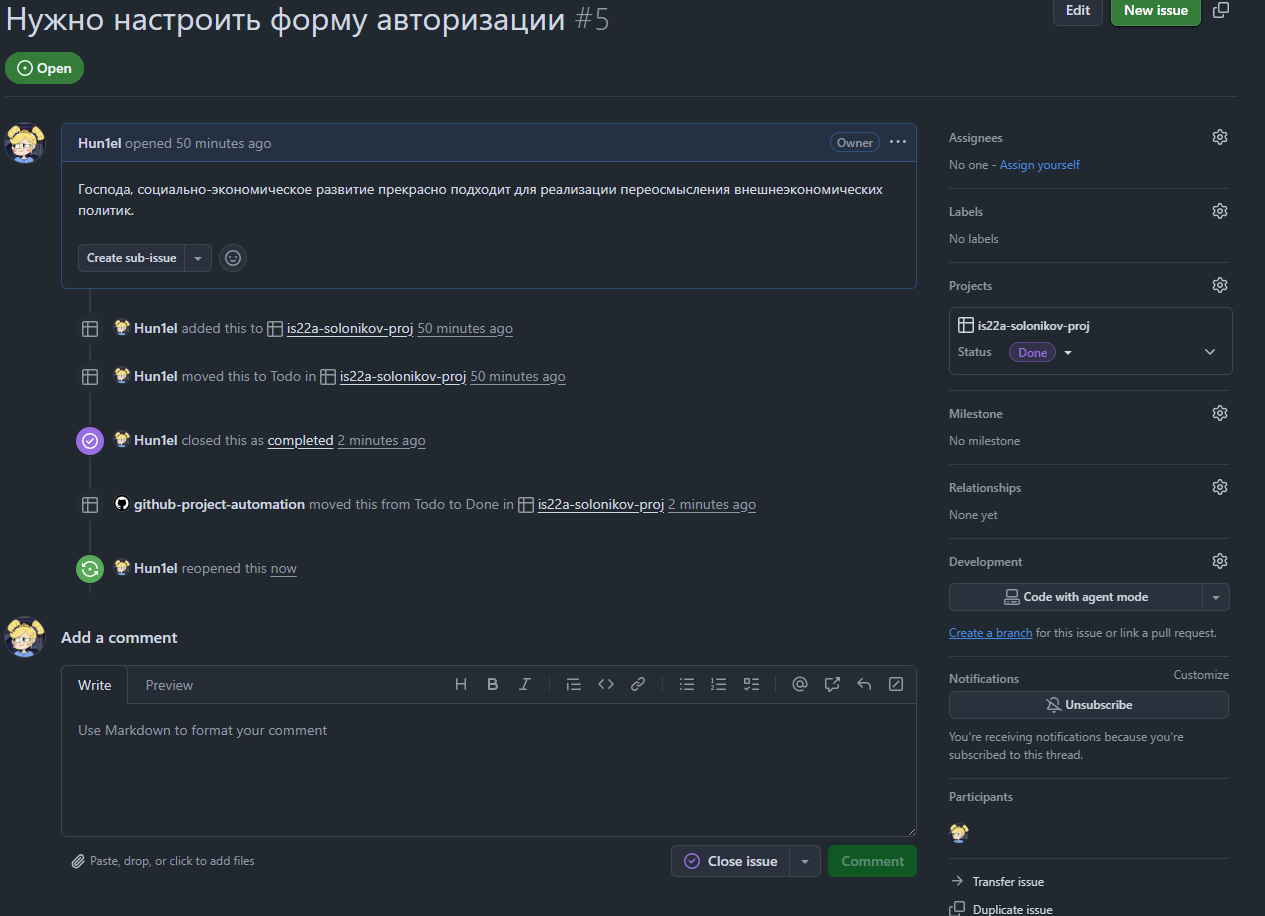 Нужно настроить форму авторизации #5
Edit
New issue
Open
Hun1el opened 50 minutes ago
Owner
Господа, социально-экономическое развитие прекрасно подходит для реализации переосмысления внешнеэкономических
политик.
Create sub-issue
Hun1el added this to is22a-solonikov-proj 50 minutes ago
Hun1el moved this to Todo in is22a-solonikov-proj 50 minutes ago
Hun1el closed this as completed 2 minutes ago
github-project-automation moved this from Todo to Done in is22a-solonikov-proj 2 minutes ago
Hun1el reopened this now
Add a comment
Write
Preview
Use Markdown to format your comment
Paste, drop, or click to add files
Close issue
Comment
Assignees
No one - Assign yourself
Labels
No labels
Projects
is22a-solonikov-proj
Status
Done
Milestone
No milestone
Relationships
None yet
Development
Code with agent mode
Create a branch for this issue or link a pull request.
Notifications
Customize
Unsubscribe
You're receiving notifications because you're
subscribed to this thread.
Participants
Transfer issue
Duplicate issue